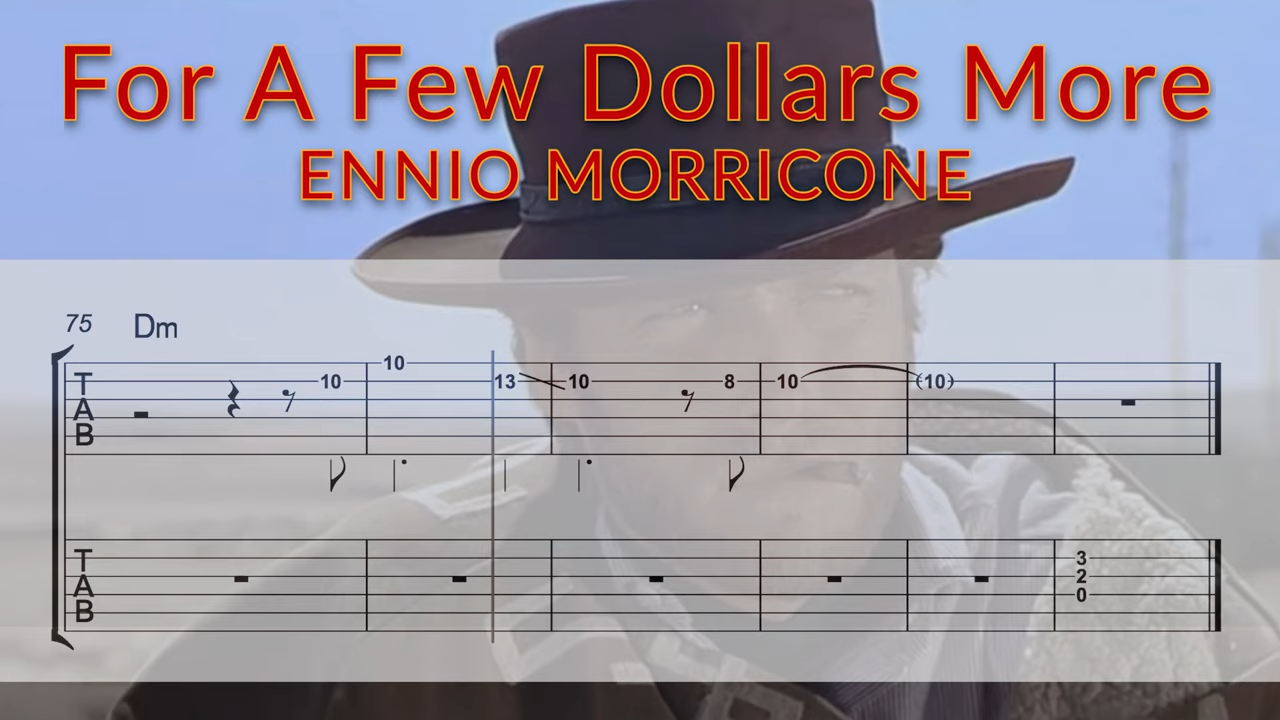 For A Few Dollars More
ENNIO MORRICONE
75 Dm
T A B
10 10 13 10 8 10 (10)
T A B
3
2
0